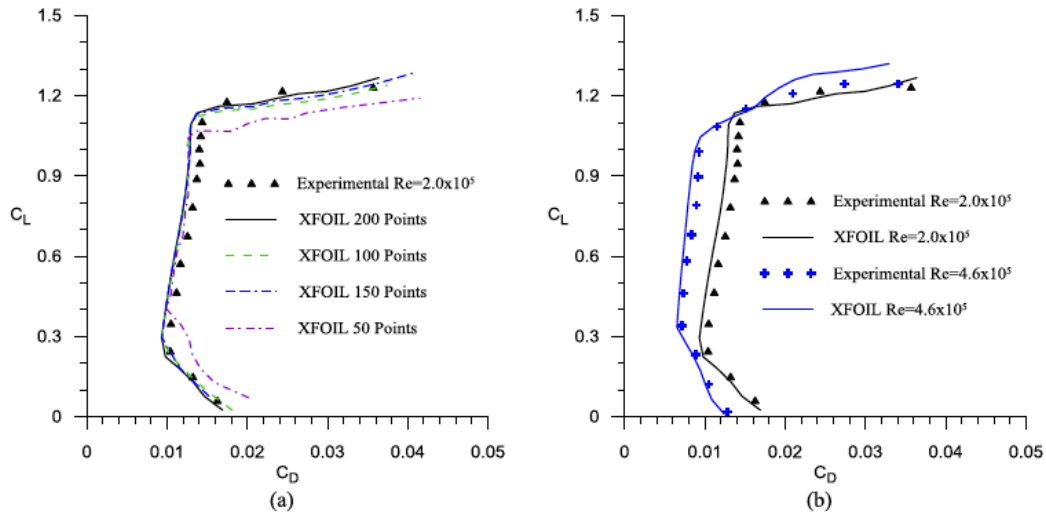 1.5
1.2
0.9
C_L
0.6
0.3
0
0 0.01 0.02 0.03 0.04 0.05
C_D
(a)
Experimental Re=2.0x10⁵
XFOIL 200 Points
XFOIL 100 Points
XFOIL 150 Points
XFOIL 50 Points
1.5
1.2
0.9
C_L
0.6
0.3
0
0 0.01 0.02 0.03 0.04 0.05
C_D
(b)
Experimental Re=2.0x10⁵
XFOIL Re=2.0x10⁵
Experimental Re=4.6x10⁵
XFOIL Re=4.6x10⁵